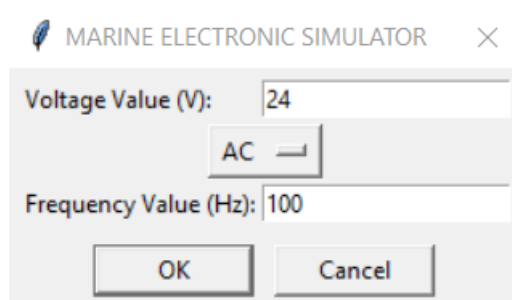 MARINE ELECTRONIC SIMULATOR
Voltage Value (V): 24
AC
Frequency Value (Hz): 100
OK Cancel